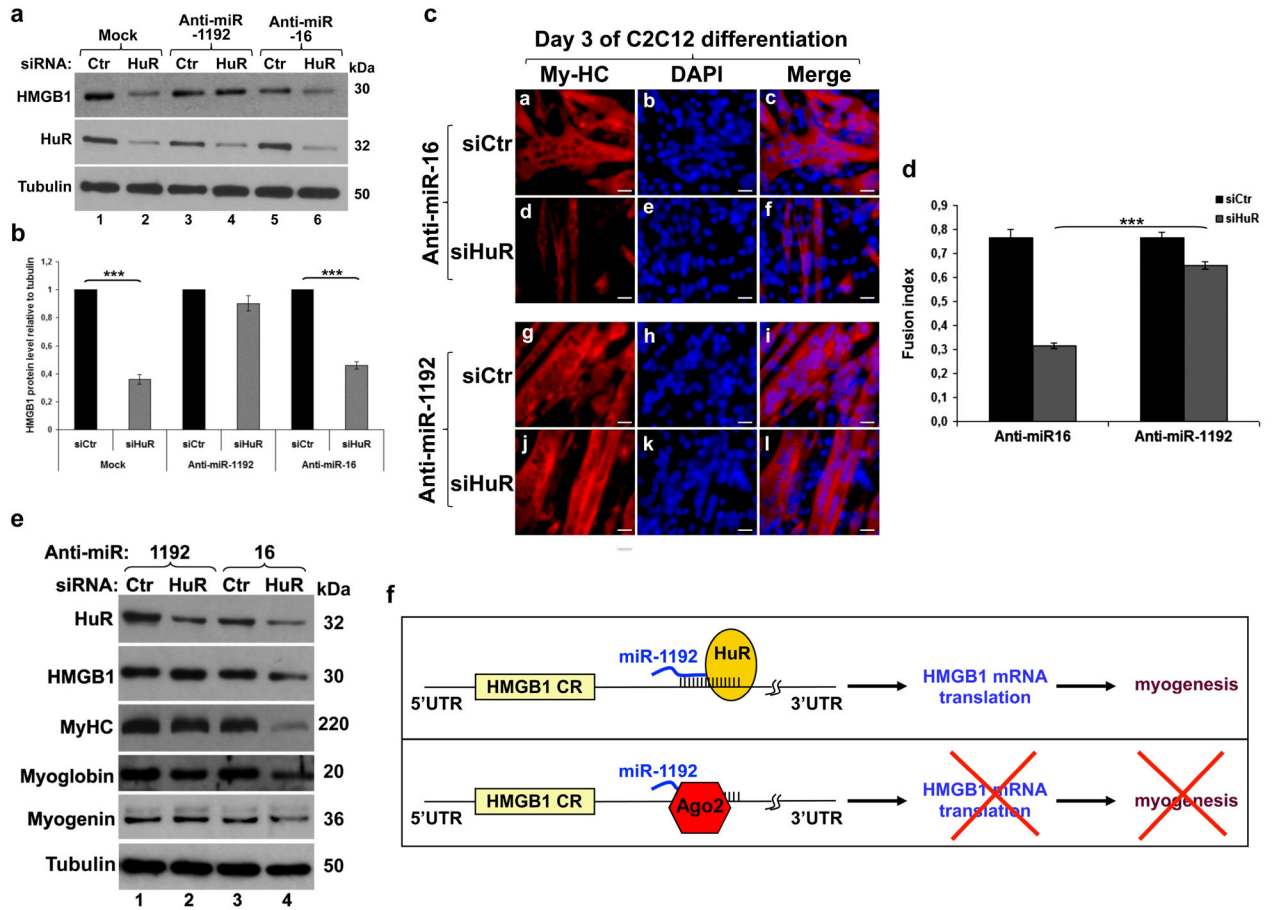 a
Mock
Anti-miR
-1192
Anti-miR
-16
siRNA: Ctr HuR Ctr HuR Ctr HuR kDa
HMGB1 30
HuR 32
Tubulin 50
1 2 3 4 5 6
b
HMGB1 protein level relative to tubulin
1,2
1
0,8
0,6
0,4
0,2
0
*** ***
siCtr siHuR siCtr siHuR siCtr siHuR
Mock Anti-miR-1192 Anti-miR-16
c
Day 3 of C2C12 differentiation
My-HC DAPI Merge
Anti-miR-16
siCtr
a b c
siHuR
d e f
Anti-miR-1192
siCtr
g h i
siHuR
j k l
d
siCtr
siHuR
***
Fusion index
0,9
0,8
0,7
0,6
0,5
0,4
0,3
0,2
0,1
0,0
Anti-miR16 Anti-miR-1192
e
Anti-miR: 1192 16
siRNA: Ctr HuR Ctr HuR kDa
HuR 32
HMGB1 30
MyHC 220
Myoglobin 20
Myogenin 36
Tubulin 50
1 2 3 4
f
miR-1192 HuR
HMGB1 CR
5'UTR 3'UTR
HMGB1 mRNA
translation
myogenesis
miR-1192
Ago2
HMGB1 CR
5'UTR 3'UTR
HMGB1 mRNA
translation
myogenesis